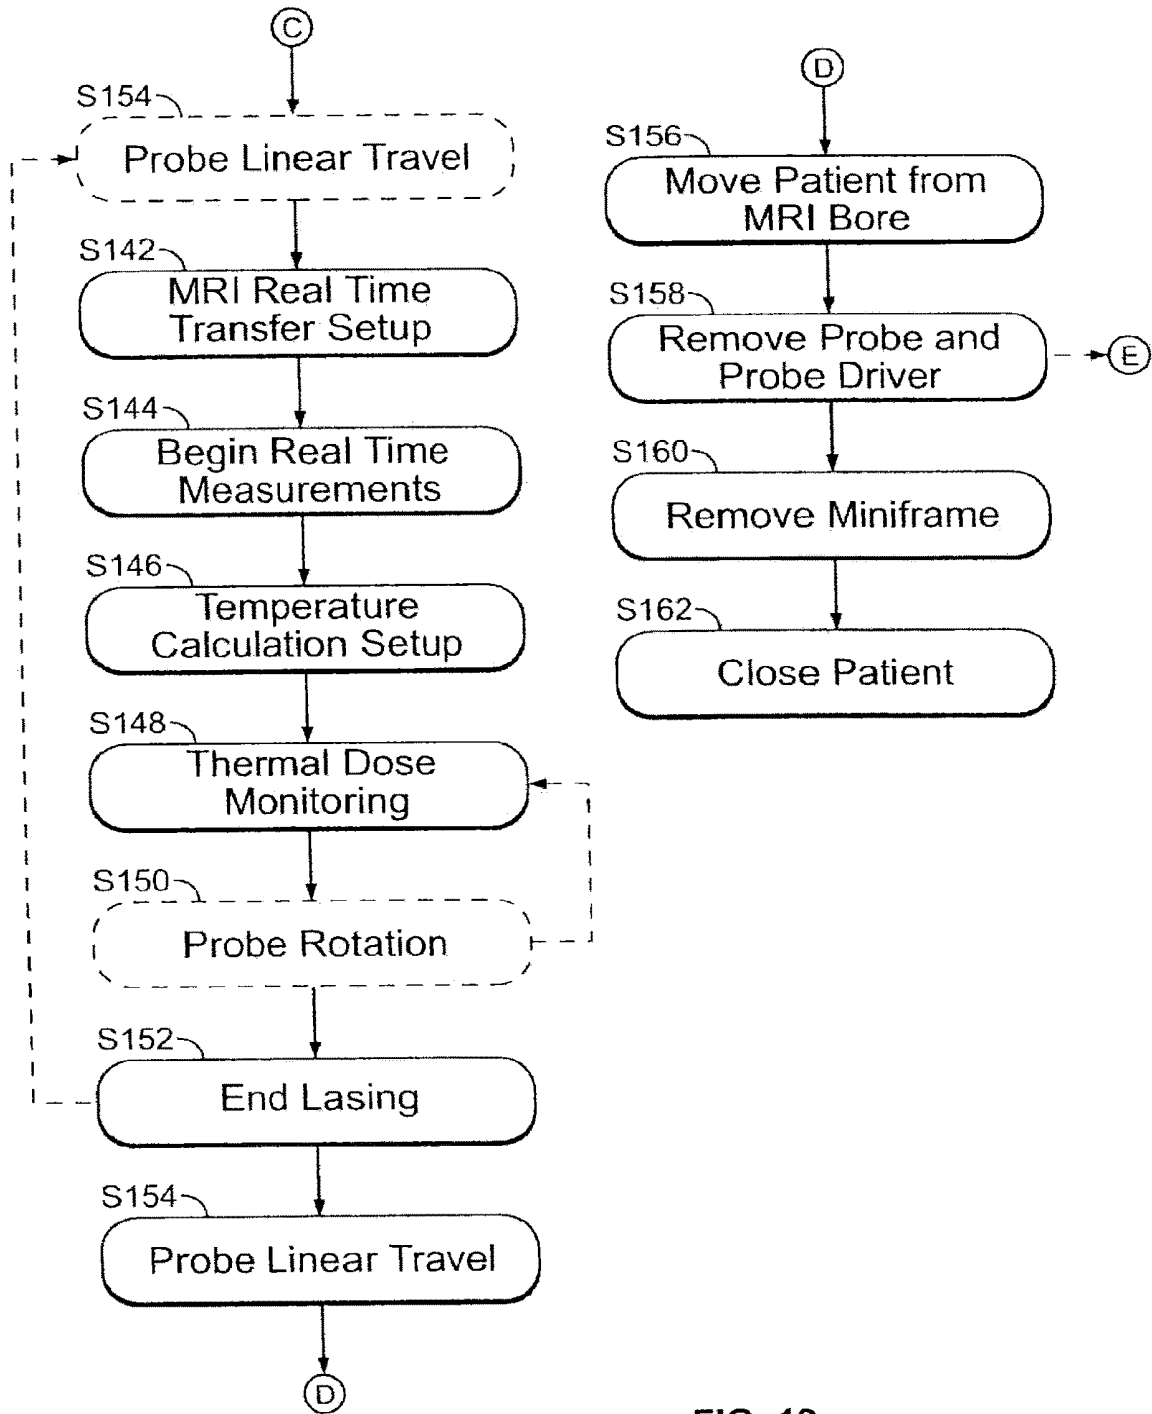 C
S154
Probe Linear Travel
S142
MRI Real Time
Transfer Setup
S144
Begin Real Time
Measurements
S146
Temperature
Calculation Setup
S148
Thermal Dose
Monitoring
S150
Probe Rotation
S152
End Lasing
S154
Probe Linear Travel
D
D
S156
Move Patient from
MRI Bore
S158
Remove Probe and
Probe Driver
E
S160
Remove Miniframe
S162
Close Patient
FIG.